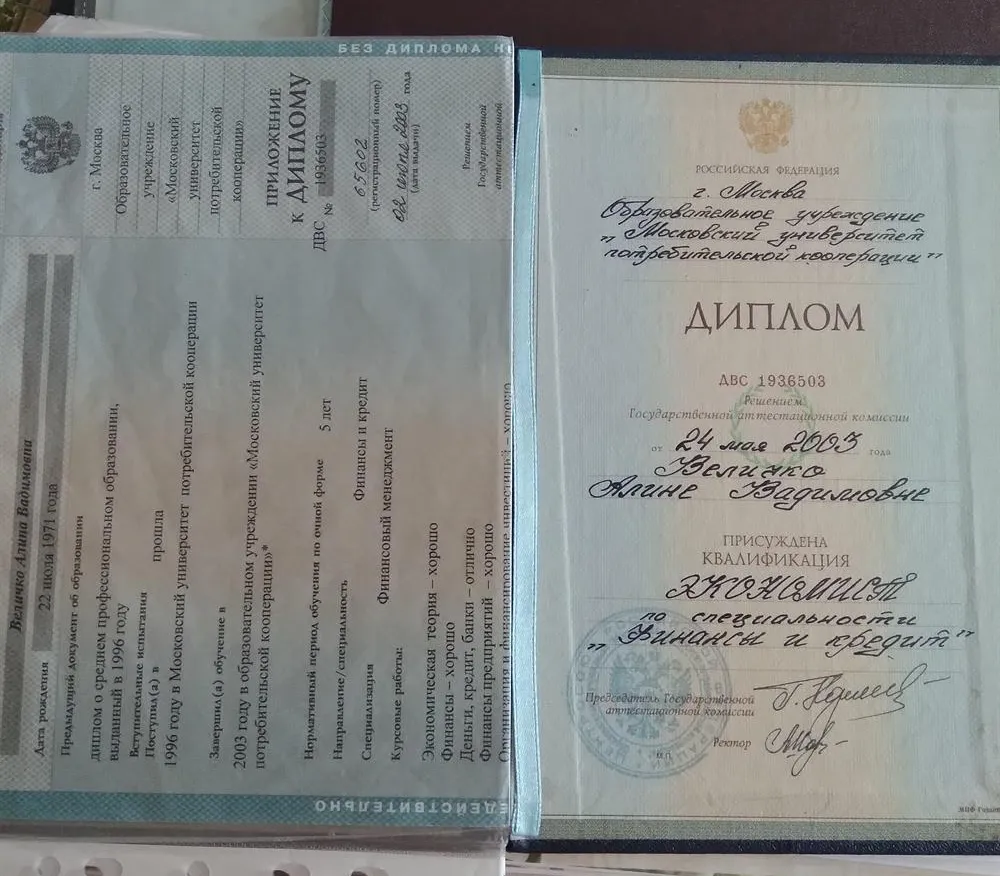 БЕЗ ДИПЛОМА
г. Москва
Образовательное
учреждение
«Московский
университет
потребительской
кооперации»
ПРИЛОЖЕНИЕ
к ДИПЛОМУ
ДВС № 1936503
65602
(регистрационный номер)
02 июня 2003 года
(дата выдачи)
Решением
Государственной
аттестационной
Величко Алина Вадимовна
Дата рождения 22 июля 1971 года
Предыдущий документ об образовании
диплом о среднем профессиональном образовании,
выданный в 1996 году
Вступительные испытания прошла
Поступил(а) в
1996 году в Московский университет потребительской кооперации
Завершил(а) обучение в
2003 году в образовательном учреждении «Московский университет
потребительской кооперации»*
Нормативный период обучения по очной форме 5 лет
Направление/специальность Финансы и кредит
Специализация Финансовый менеджмент
Курсовые работы:
Экономическая теория – хорошо
Финансы – хорошо
Деньги, кредит, банки – отлично
Финансы предприятий – хорошо
Организация и финансирование инвестиций – хорошо
ДЕЙСТВИТЕЛЬНО
РОССИЙСКАЯ ФЕДЕРАЦИЯ
г. Москва
Образовательное учреждение
„Московский университет
потребительской кооперации”
ДИПЛОМ
ДВС 1936503
Решением
Государственной аттестационной комиссии
от 24 мая 2003 года
Величко
Алине Вадимовне
ПРИСУЖДЕНА
КВАЛИФИКАЦИЯ
ЭКОНОМИСТ
по специальности
„Финансы и кредит”
Председатель Государственной
аттестационной комиссии
Ректор
М.П.